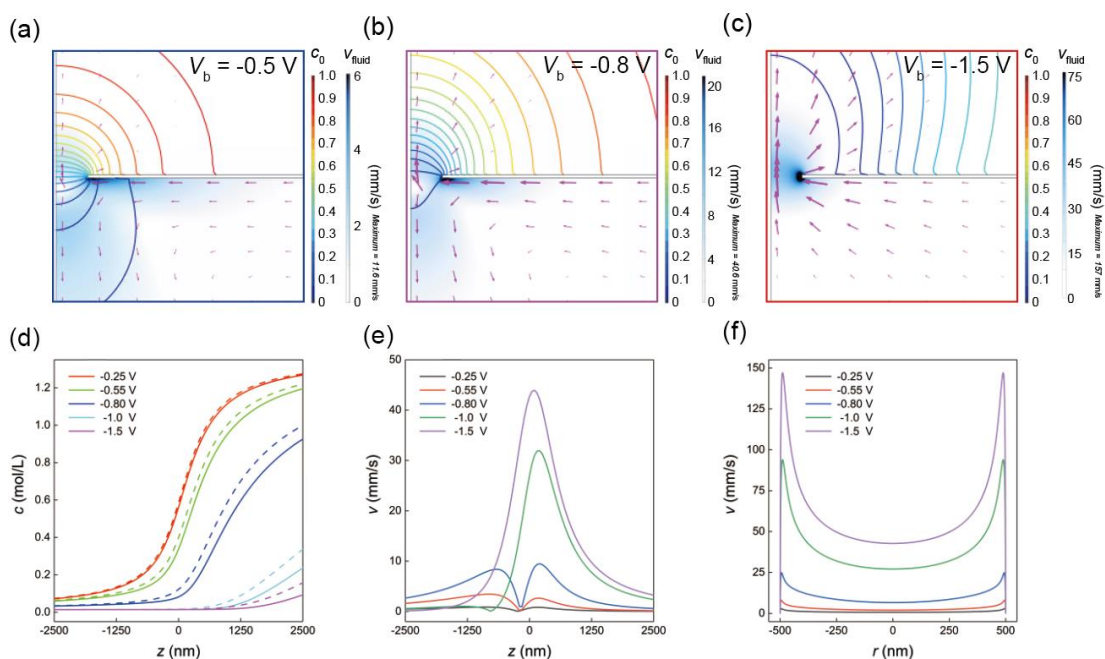 (a)
V_b = -0.5 V
c_0
v_fluid
1.0
0.9
0.8
0.7
0.6
0.5
0.4
0.3
0.2
0.1
0
6
4
2
0
(mm/s)
Maximum = 11.6 mm/s
(b)
V_b = -0.8 V
c_0
v_fluid
1.0
0.9
0.8
0.7
0.6
0.5
0.4
0.3
0.2
0.1
0
20
16
12
8
4
0
(mm/s)
Maximum = 40.6 mm/s
(c)
V_b = -1.5 V
c_0
v_fluid
1.0
0.9
0.8
0.7
0.6
0.5
0.4
0.3
0.2
0.1
0
75
60
45
30
15
0
(mm/s)
Maximum = 157 mm/s
(d)
-0.25 V
-0.55 V
-0.80 V
-1.0 V
-1.5 V
1.2
1.0
0.8
0.6
0.4
0.2
0.0
c (mol/L)
-2500
-1250
0
1250
2500
z (nm)
(e)
-0.25 V
-0.55 V
-0.80 V
-1.0 V
-1.5 V
50
40
30
20
10
0
v (mm/s)
-2500
-1250
0
1250
2500
z (nm)
(f)
-0.25 V
-0.55 V
-0.80 V
-1.0 V
-1.5 V
150
125
100
75
50
25
0
v (mm/s)
-500
-250
0
250
500
r (nm)